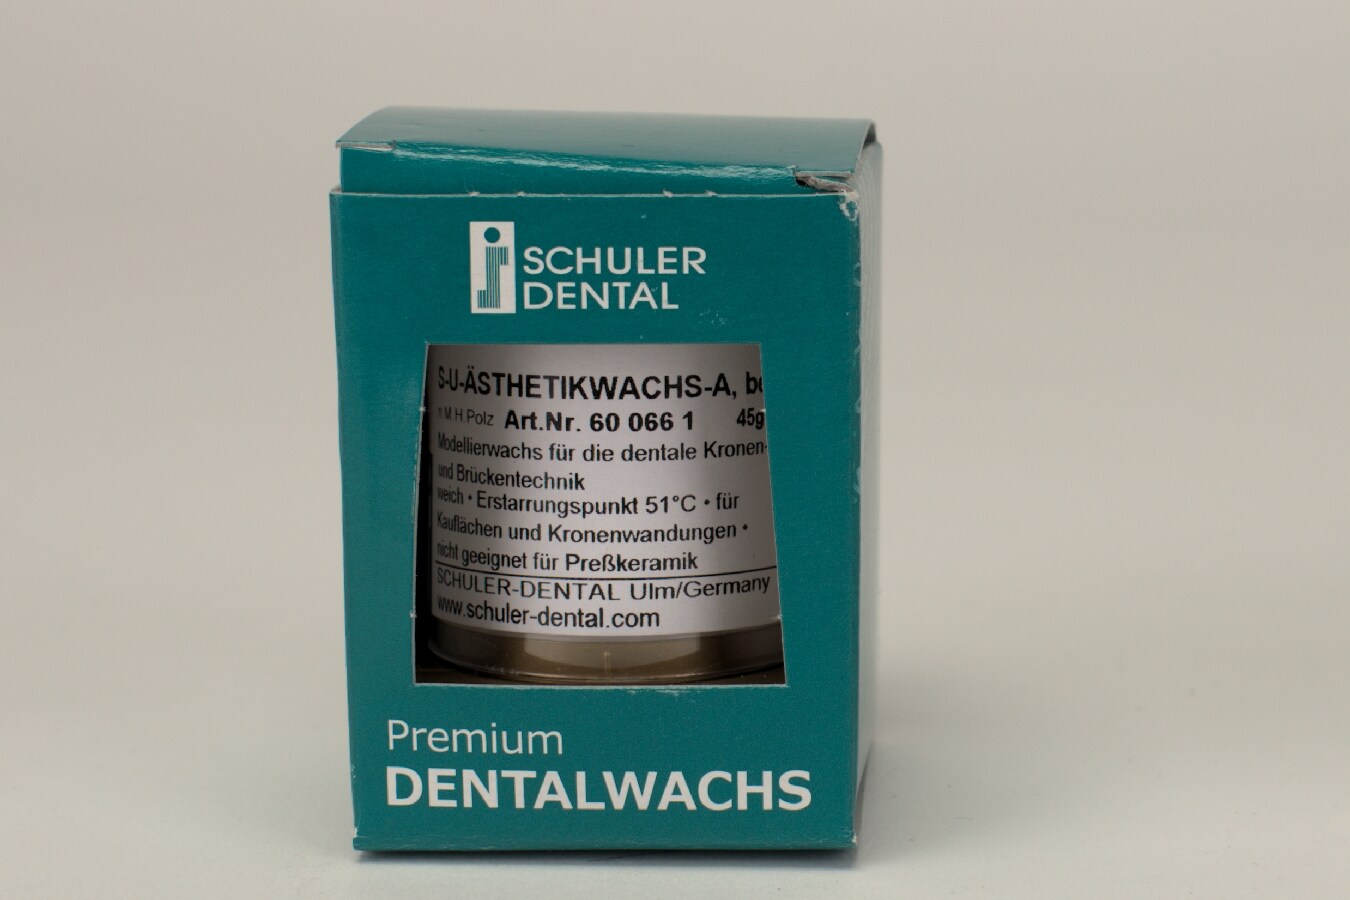 SCHULER
DENTAL
S-U-ÄSTHETIKWACHS-A,
n.M.H.Polz Art.Nr. 60 066 1 45g
Modellierwachs für die dentale Kronen-
und Brückentechnik
weich • Erstarrungspunkt 51°C • für
Kauflächen und Kronenwandungen •
nicht geeignet für Preßkeramik
SCHULER-DENTAL Ulm/Germany
www.schuler-dental.com
Premium
DENTALWACHS